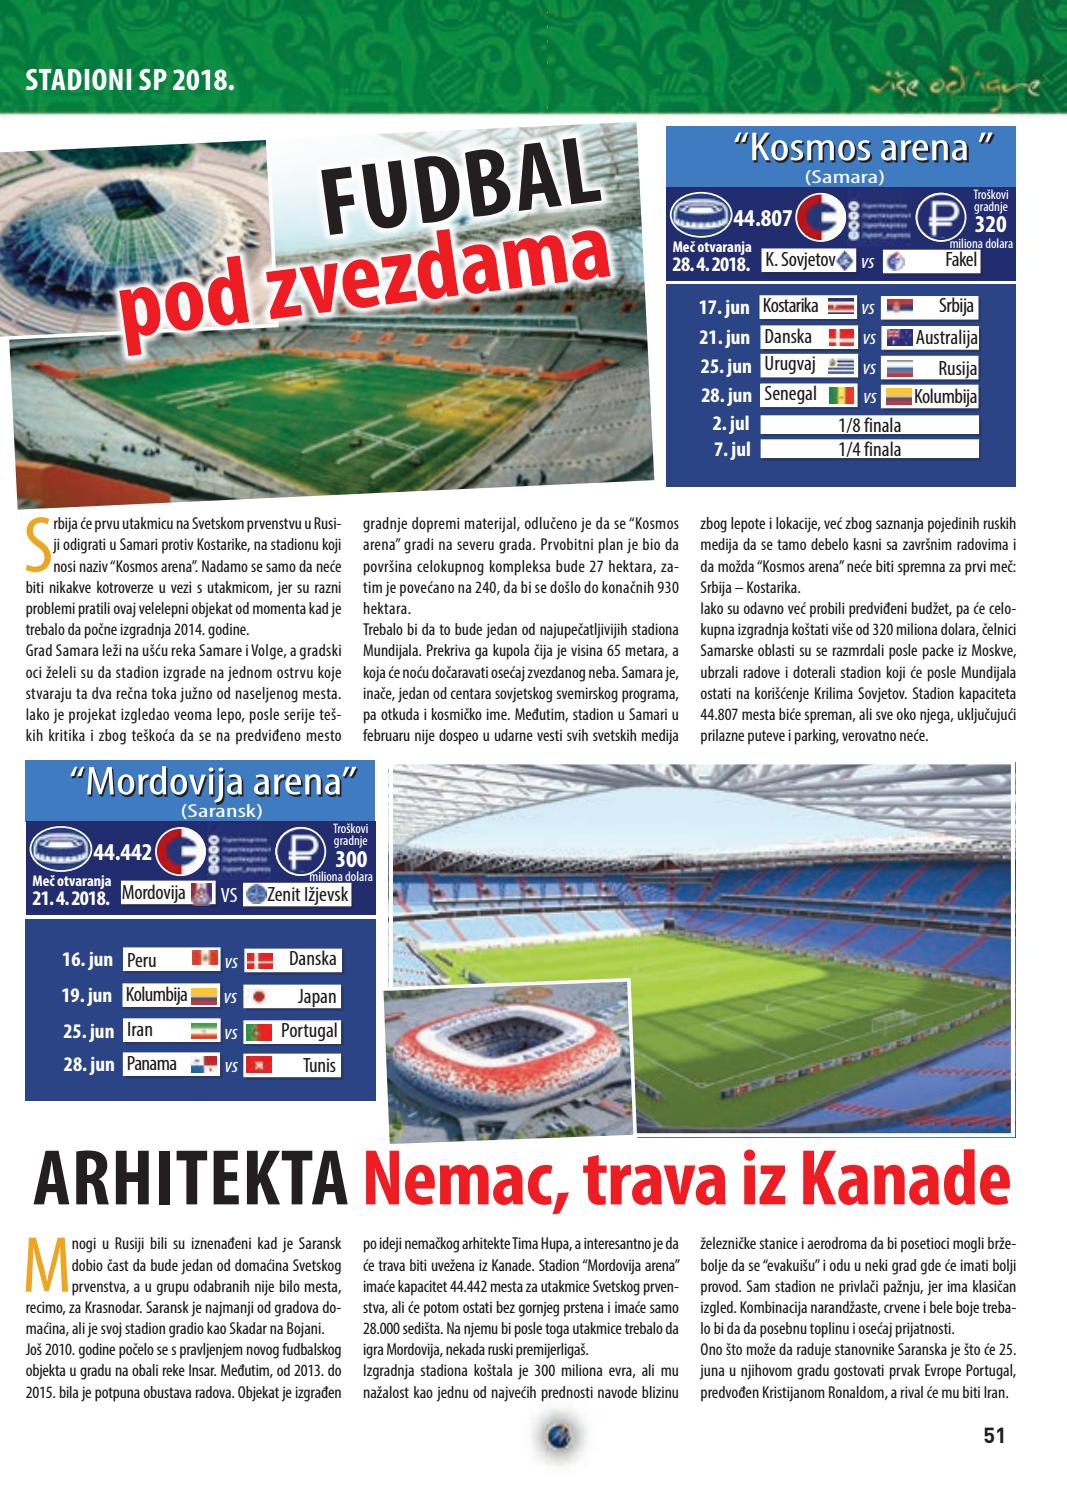 STADIONI SP 2018.
više od igre
FUDBAL
pod zvezdama
“Kosmos arena ”
(Samara)
44.807
Troškovi
gradnje
320
miliona dolara
Meč otvaranja
28. 4. 2018.
K. Sovjetov vs Fakel
17. jun Kostarika vs Srbija
21. jun Danska vs Australija
25. jun Urugvaj vs Rusija
28. jun Senegal vs Kolumbija
2. jul 1/8 finala
7. jul 1/4 finala
Srbija će prvu utakmicu na Svetskom prvenstvu u Rusi-
ji odigrati u Samari protiv Kostarike, na stadionu koji
nosi naziv “Kosmos arena”. Nadamo se samo da neće
biti nikakve kotroverze u vezi s utakmicom, jer su razni
problemi pratili ovaj velelepni objekat od momenta kad je
trebalo da počne izgradnja 2014. godine.
Grad Samara leži na ušću reka Samare i Volge, a gradski
oci želeli su da stadion izgrade na jednom ostrvu koje
stvaraju ta dva rečna toka južno od naseljenog mesta.
Iako je projekat izgledao veoma lepo, posle serije teš-
kih kritika i zbog teškoća da se na predviđeno mesto
gradnje dopremi materijal, odlučeno je da se “Kosmos
arena” gradi na severu grada. Prvobitni plan je bio da
površina celokupnog kompleksa bude 27 hektara, za-
tim je povećano na 240, da bi se došlo do konačnih 930
hektara.
Trebalo bi da to bude jedan od najupečatljivijih stadiona
Mundijala. Prekriva ga kupola čija je visina 65 metara, a
koja će noću dočaravati osećaj zvezdanog neba. Samara je,
inače, jedan od centara sovjetskog svemirskog programa,
pa otkuda i kosmičko ime. Međutim, stadion u Samari u
februaru nije dospeo u udarne vesti svih svetskih medija
zbog lepote i lokacije, već zbog saznanja pojedinih ruskih
medija da se tamo debelo kasni sa završnim radovima i
da možda “Kosmos arena” neće biti spremna za prvi meč:
Srbija – Kostarika.
Iako su odavno već probili predviđeni budžet, pa će celo-
kupna izgradnja koštati više od 320 miliona dolara, čelnici
Samarske oblasti su se razmrdali posle packe iz Moskve,
ubrzali radove i doterali stadion koji će posle Mundijala
ostati na korišćenje Krilima Sovjetov. Stadion kapaciteta
44.807 mesta biće spreman, ali sve oko njega, uključujući
prilazne puteve i parking, verovatno neće.
“Mordovija arena”
(Saransk)
44.442
Troškovi
gradnje
300
miliona dolara
Meč otvaranja
21. 4. 2018.
Mordovija VS Zenit Ižjevsk
16. jun Peru vs Danska
19. jun Kolumbija vs Japan
25. jun Iran vs Portugal
28. jun Panama vs Tunis
ARHITEKTA Nemac, trava iz Kanade
Mnogi u Rusiji bili su iznenađeni kad je Saransk
dobio čast da bude jedan od domaćina Svetskog
prvenstva, a u grupu odabranih nije bilo mesta,
recimo, za Krasnodar. Saransk je najmanji od gradova do-
maćina, ali je svoj stadion gradio kao Skadar na Bojani.
Još 2010. godine počelo se s pravljenjem novog fudbalskog
objekta u gradu na obali reke Insar. Međutim, od 2013. do
2015. bila je potpuna obustava radova. Objekat je izgrađen
po ideji nemačkog arhitekte Tima Hupa, a interesantno je da
će trava biti uvežena iz Kanade. Stadion “Mordovija arena”
imaće kapacitet 44.442 mesta za utakmice Svetskog prven-
stva, ali će potom ostati bez gornjeg prstena i imaće samo
28.000 sedišta. Na njemu bi posle toga utakmice trebalo da
igra Mordovija, nekada ruski premijerligaš.
Izgradnja stadiona koštala je 300 miliona evra, ali mu
nažalost kao jednu od najvećih prednosti navode blizinu
železničke stanice i aerodroma da bi posetioci mogli brže-
bolje da se “evakuišu” i odu u neki grad gde će imati bolji
provod. Sam stadion ne privlači pažnju, jer ima klasičan
izgled. Kombinacija narandžaste, crvene i bele boje treba-
lo bi da da posebnu toplinu i osećaj prijatnosti.
Ono što može da raduje stanovnike Saranska je što će 25.
juna u njihovom gradu gostovati prvak Evrope Portugal,
predvođen Kristijanom Ronaldom, a rival će mu biti Iran.
51